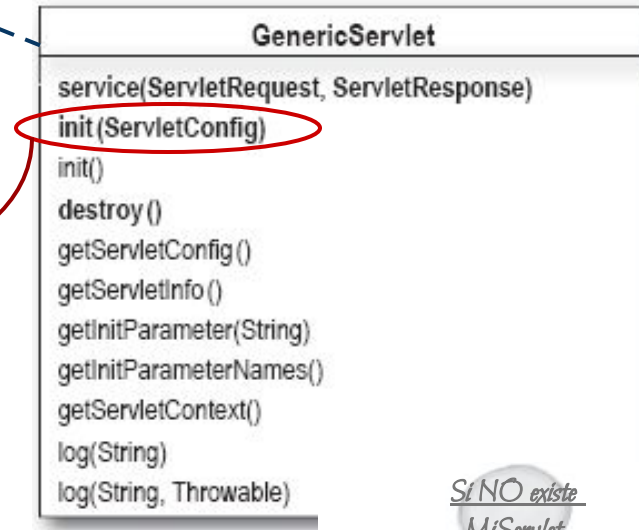 GenericServlet
service(ServletRequest, ServletResponse)
init(ServletConfig)
init()
destroy()
getServletConfig()
getServletInfo()
getInitParameter(String)
getInitParameterNames()
getServletContext()
log(String)
log(String, Throwable)
Si NO existe
MiServlet